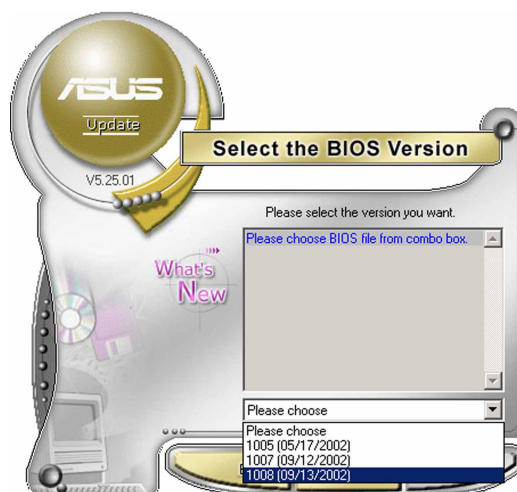 ASUS
Update
Select the BIOS Version
V5.25.01
Please select the version you want.
Please choose BIOS file from combo box.
What's
New
Please choose
Please choose
1005 (05/17/2002)
1007 (09/12/2002)
1008 (09/13/2002)